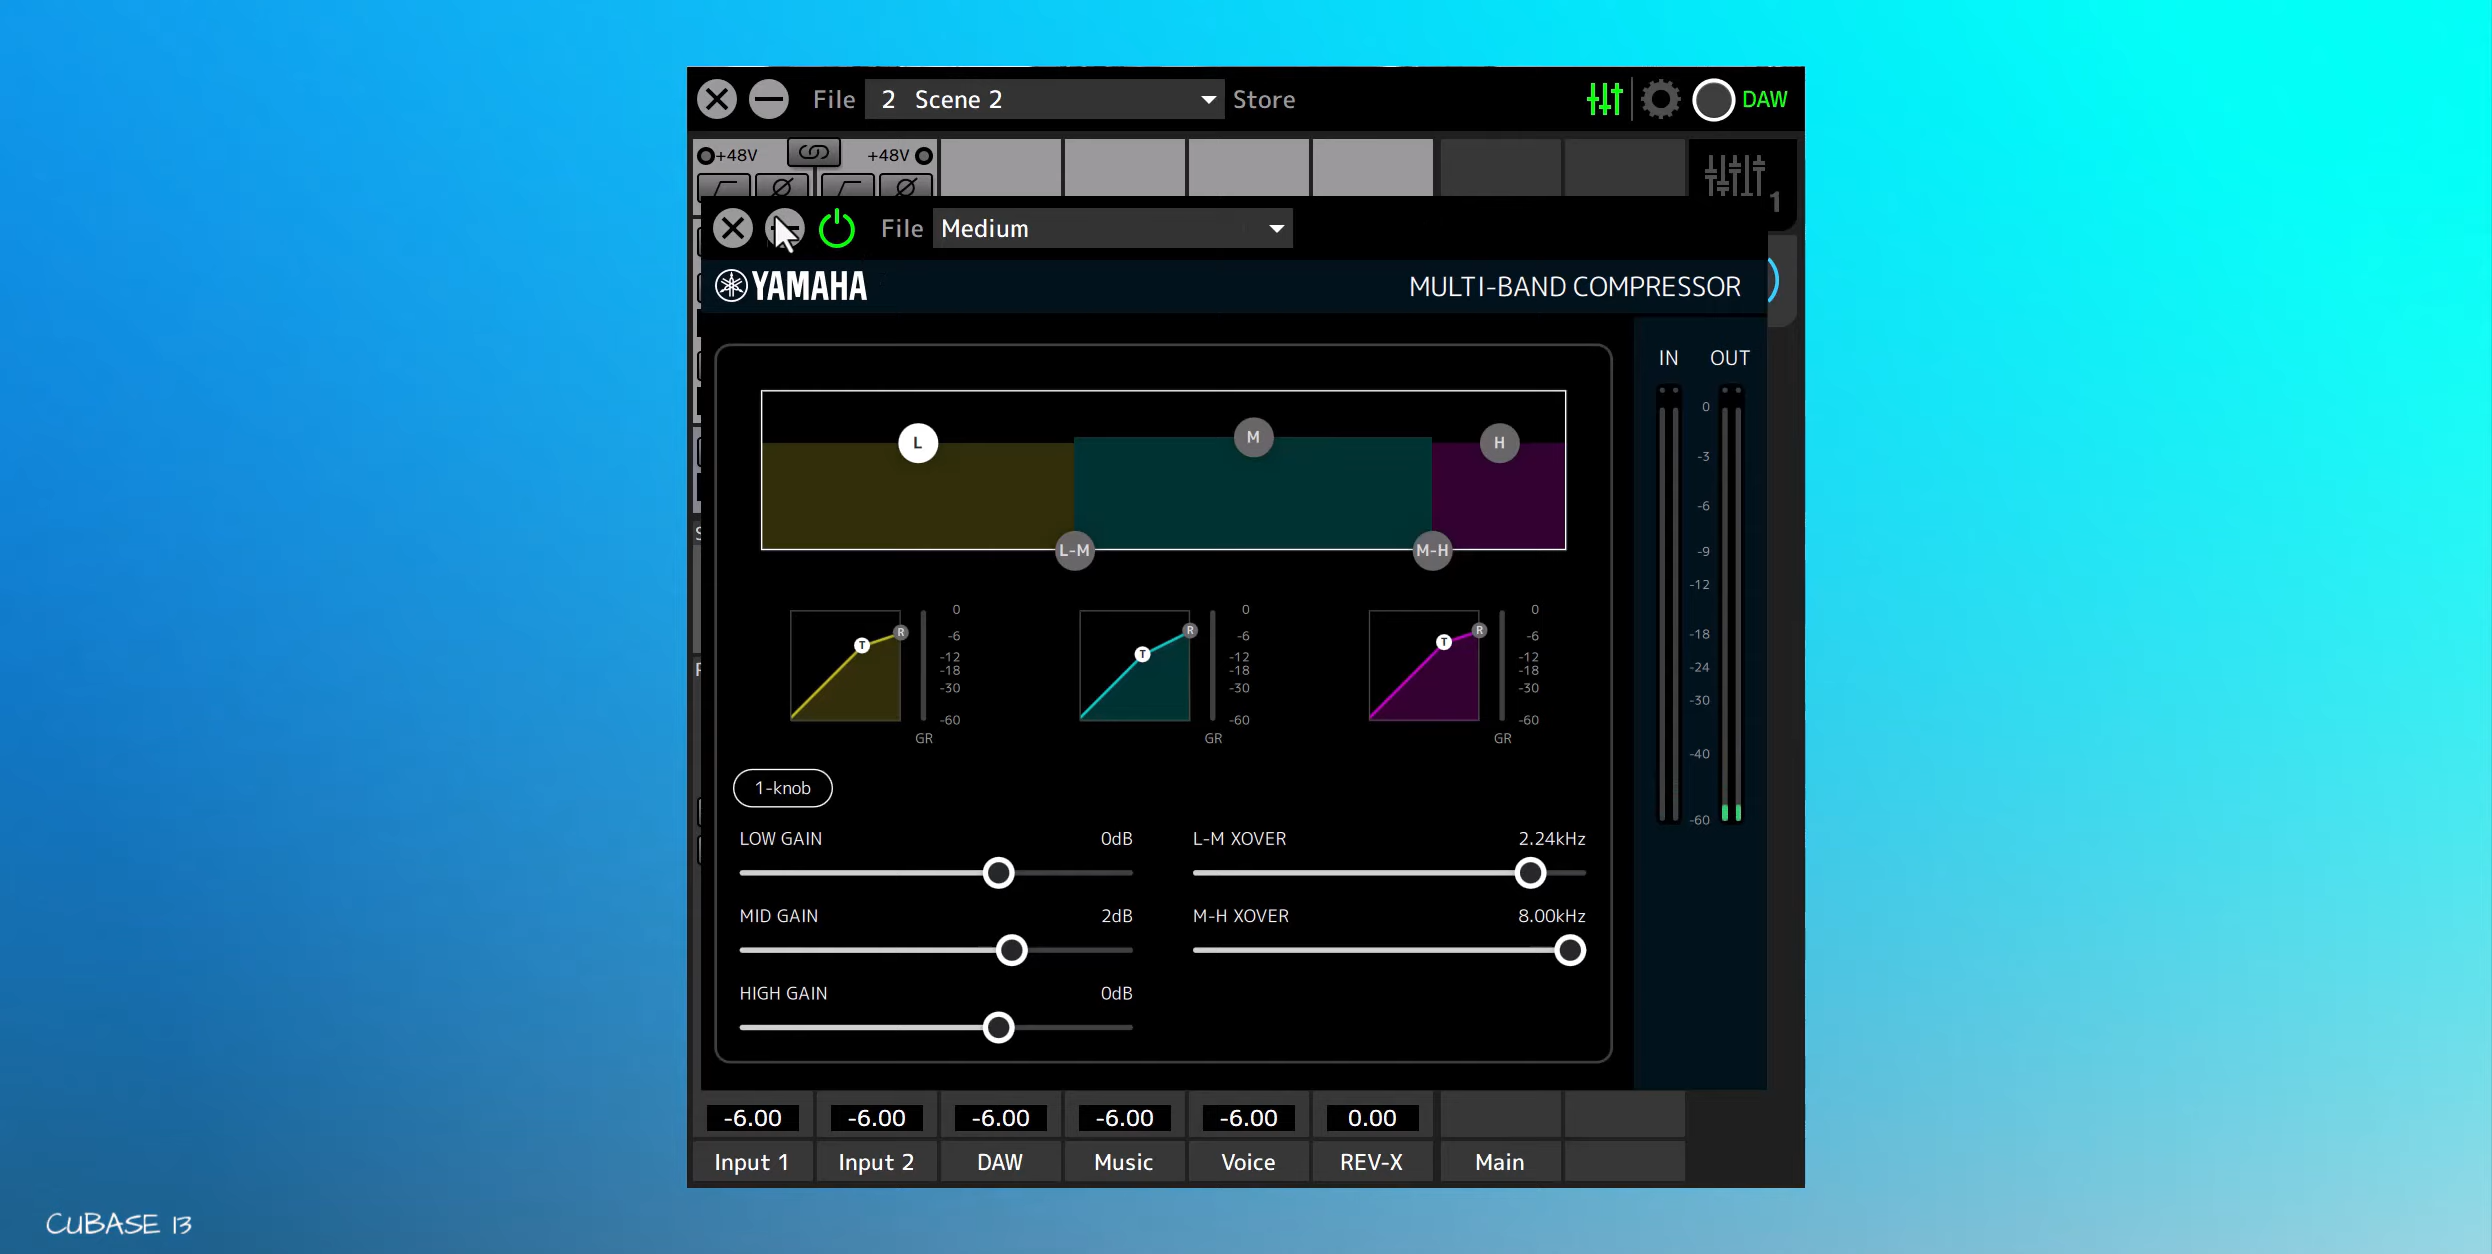 File 2 Scene 2 Store DAW
+48V +48V
1
File Medium
YAMAHA MULTI-BAND COMPRESSOR
IN OUT
L M H
L-M M-H
0
-3
-6
-9
-12
-18
-24
-30
-40
-60
T R
0
-6
-12
-18
-30
-60
GR
T R
0
-6
-12
-18
-30
-60
GR
T R
0
-6
-12
-18
-30
-60
GR
1-knob
LOW GAIN 0dB L-M XOVER 2.24kHz
MID GAIN 2dB M-H XOVER 8.00kHz
HIGH GAIN 0dB
-6.00 -6.00 -6.00 -6.00 -6.00 0.00
Input 1 Input 2 DAW Music Voice REV-X Main
CUBASE 13